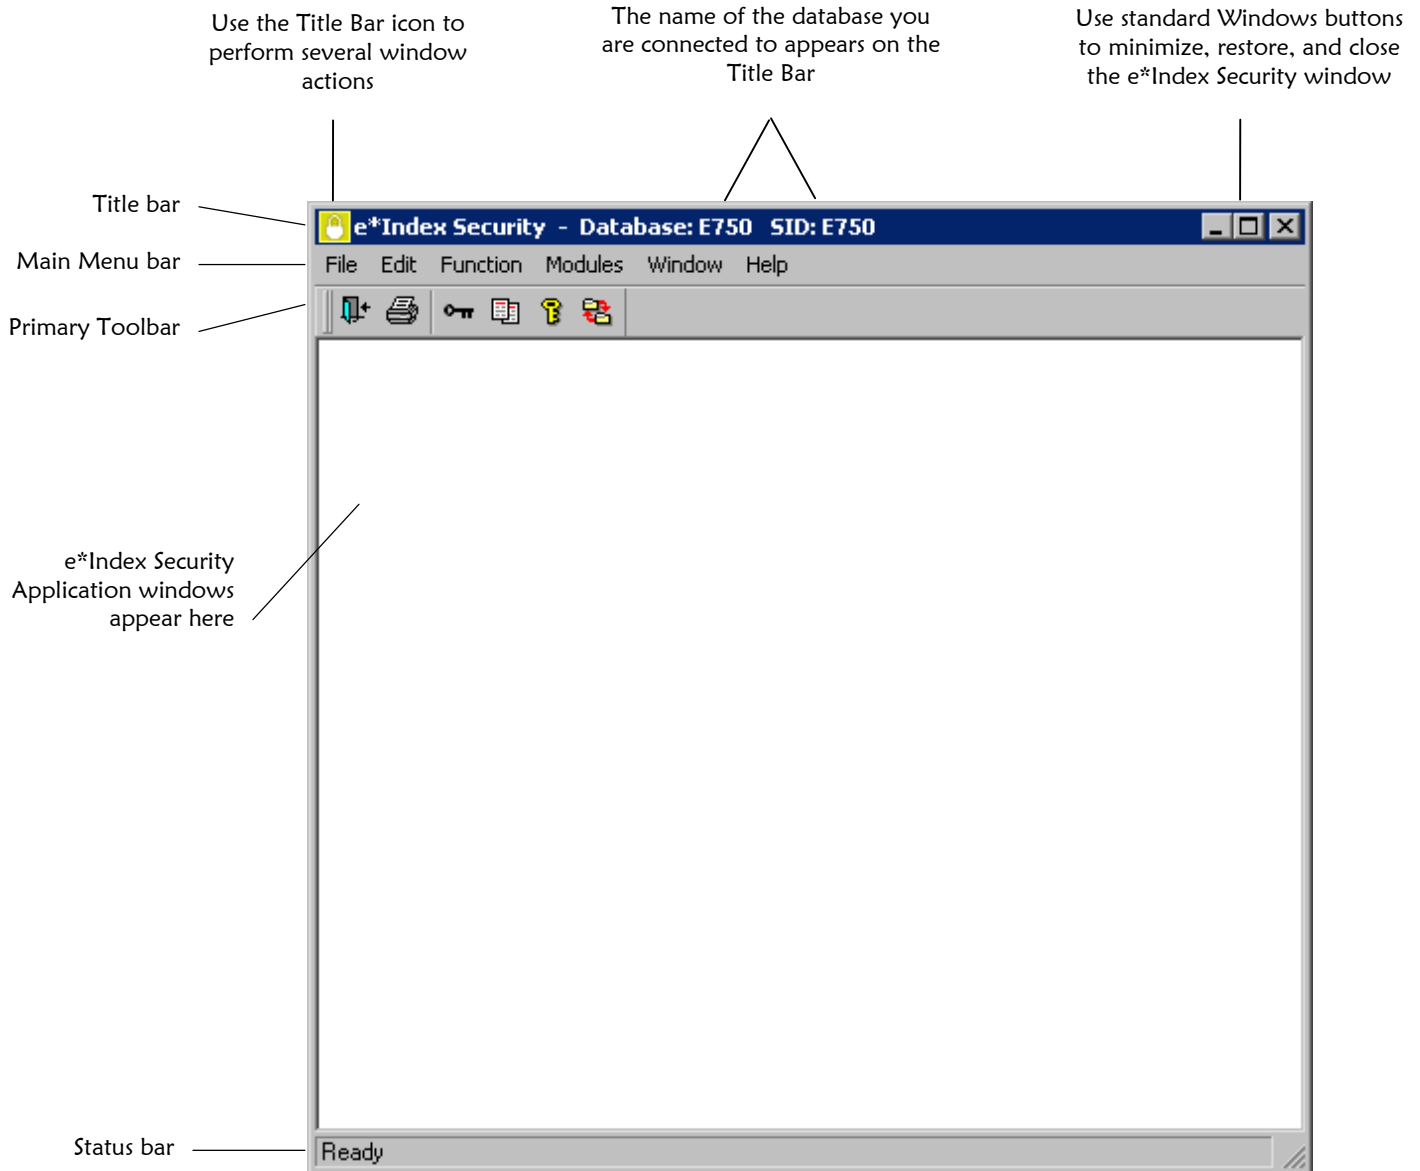 Use the Title Bar icon to
perform several window
actions
The name of the database you
are connected to appears on the
Title Bar
Use standard Windows buttons
to minimize, restore, and close
the e*Index Security window
Title bar
e*Index Security - Database: E750 SID: E750
Main Menu bar
File Edit Function Modules Window Help
Primary Toolbar
e*Index Security
Application windows
appear here
Status bar
Ready